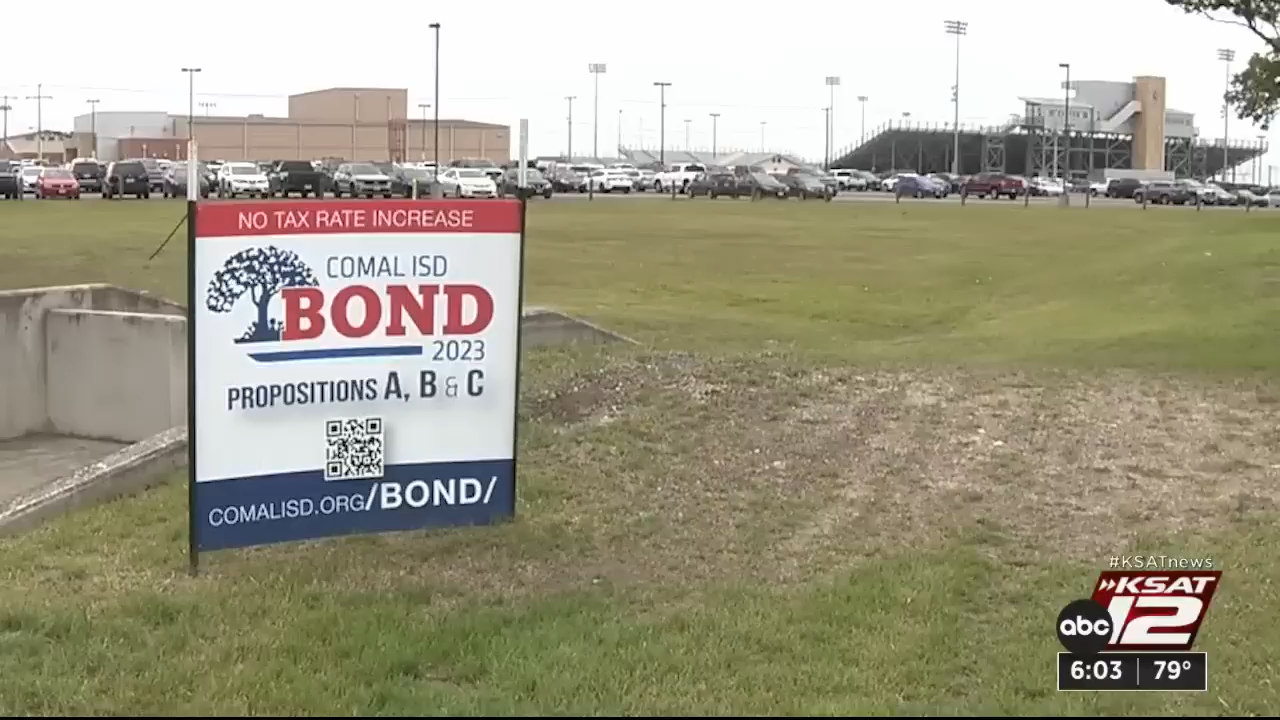 NO TAX RATE INCREASE
COMAL ISD
BOND
2023
PROPOSITIONS A, B & C
COMALISD.ORG/BOND/
#KSATnews
KSAT
abc 12
6:03 79°